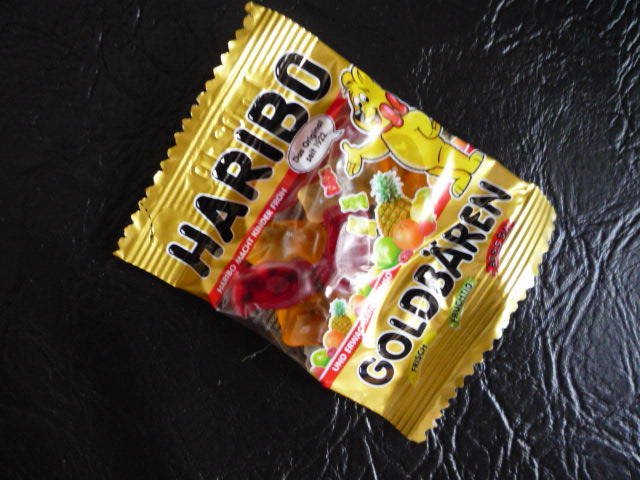 HARIBO
Das Original
seit 1922
HARIBO MACHT KINDER FROH
UND ERWACHSENE
GOLDBÄREN
FRISCH
FRUCHTIG